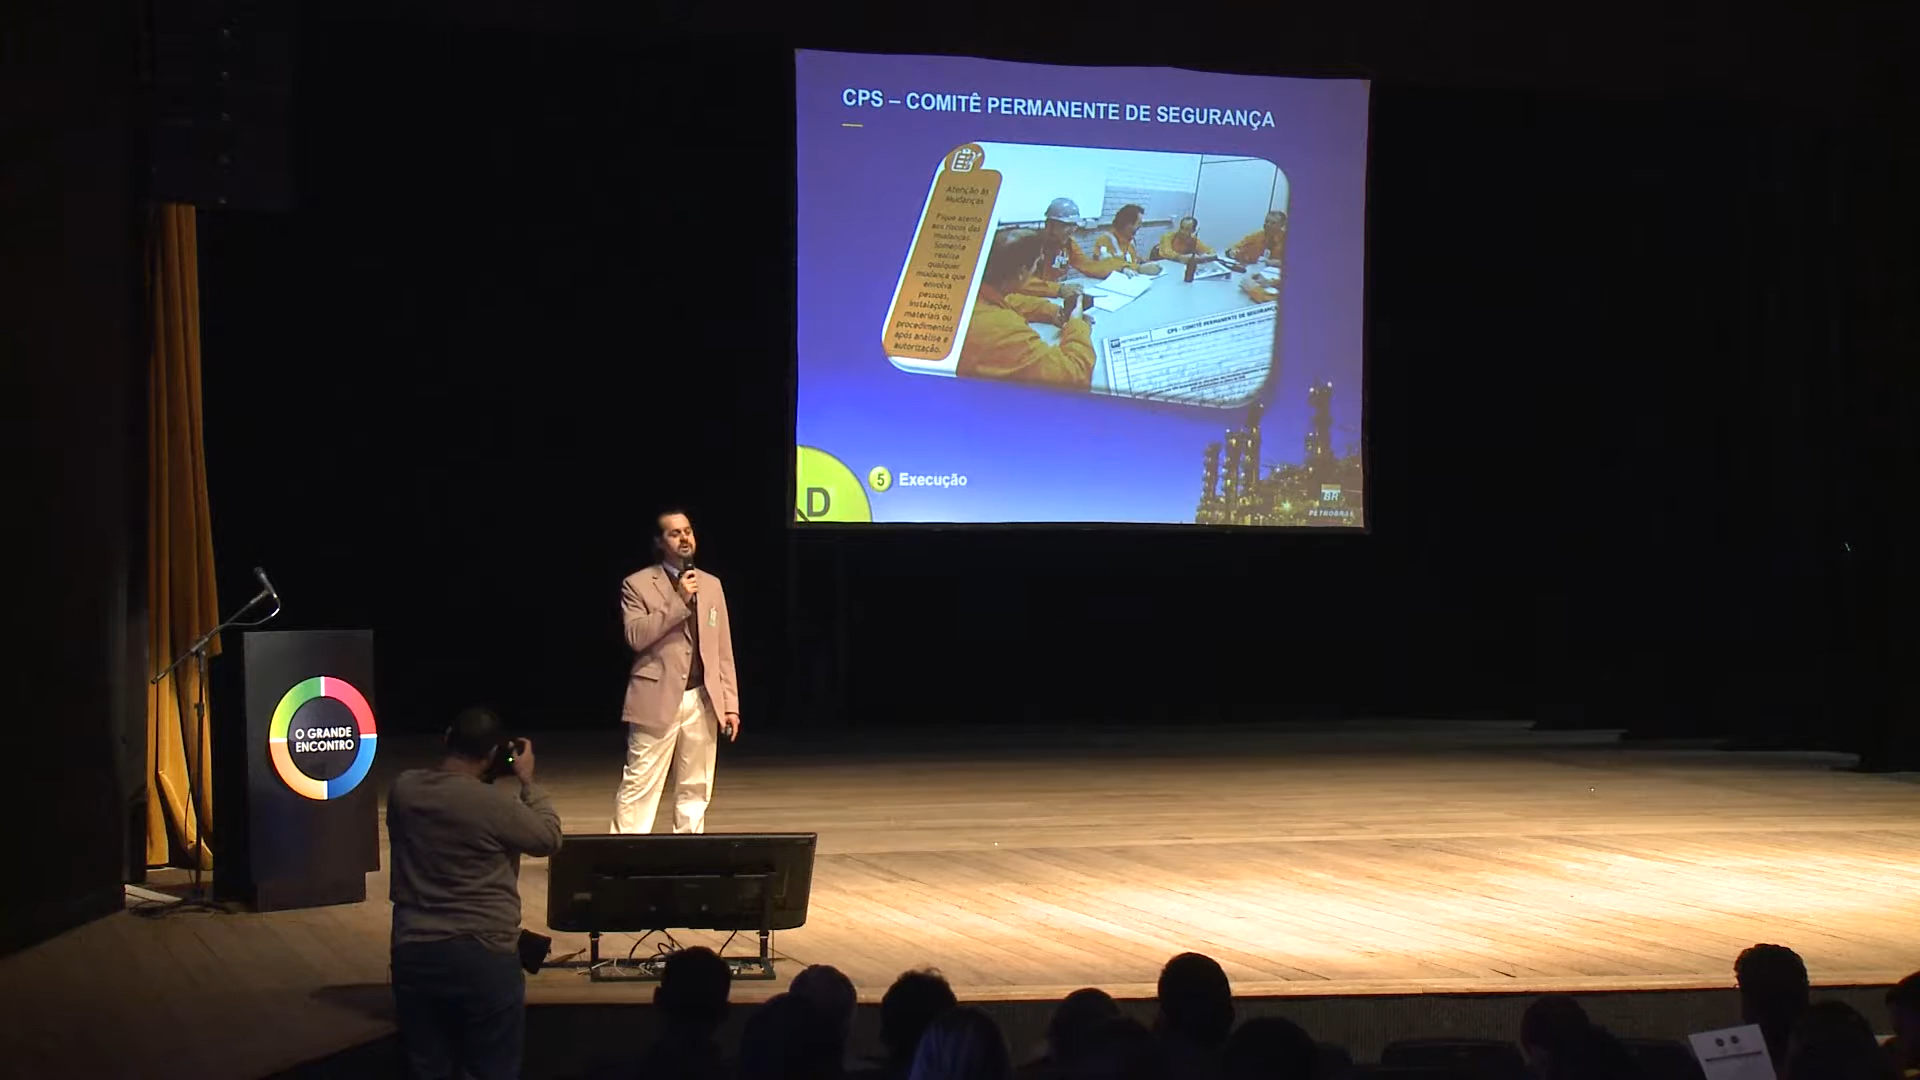 CPS – COMITÊ PERMANENTE DE SEGURANÇA
Atenção às
Mudanças
Fique atento
aos riscos das
mudanças.
Somente
realize
qualquer
mudança que
envolva
pessoas,
instalações,
materiais ou
procedimentos
após análise e
autorização.
PETROBRAS
CPS - COMITÊ PERMANENTE DE SEGURANÇA
5 Execução
D
BR
PETROBRAS
O GRANDE
ENCONTRO